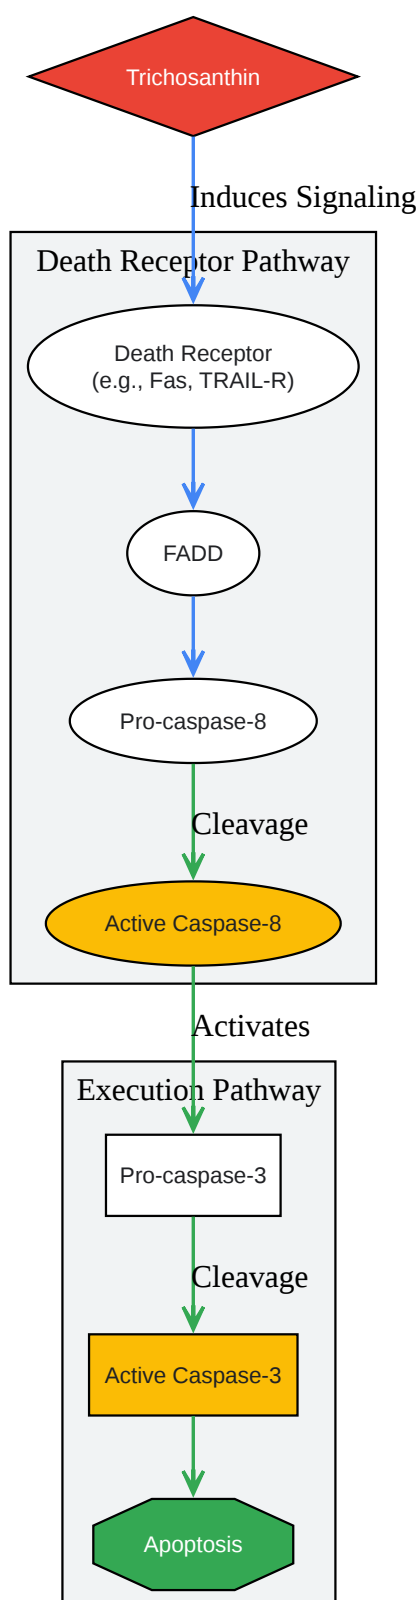 Trichosanthin
Induces Signaling
Death Receptor Pathway
Death Receptor
(e.g., Fas, TRAIL-R)
FADD
Pro-caspase-8
Cleavage
Active Caspase-8
Activates
Execution Pathway
Pro-caspase-3
Cleavage
Active Caspase-3
Apoptosis